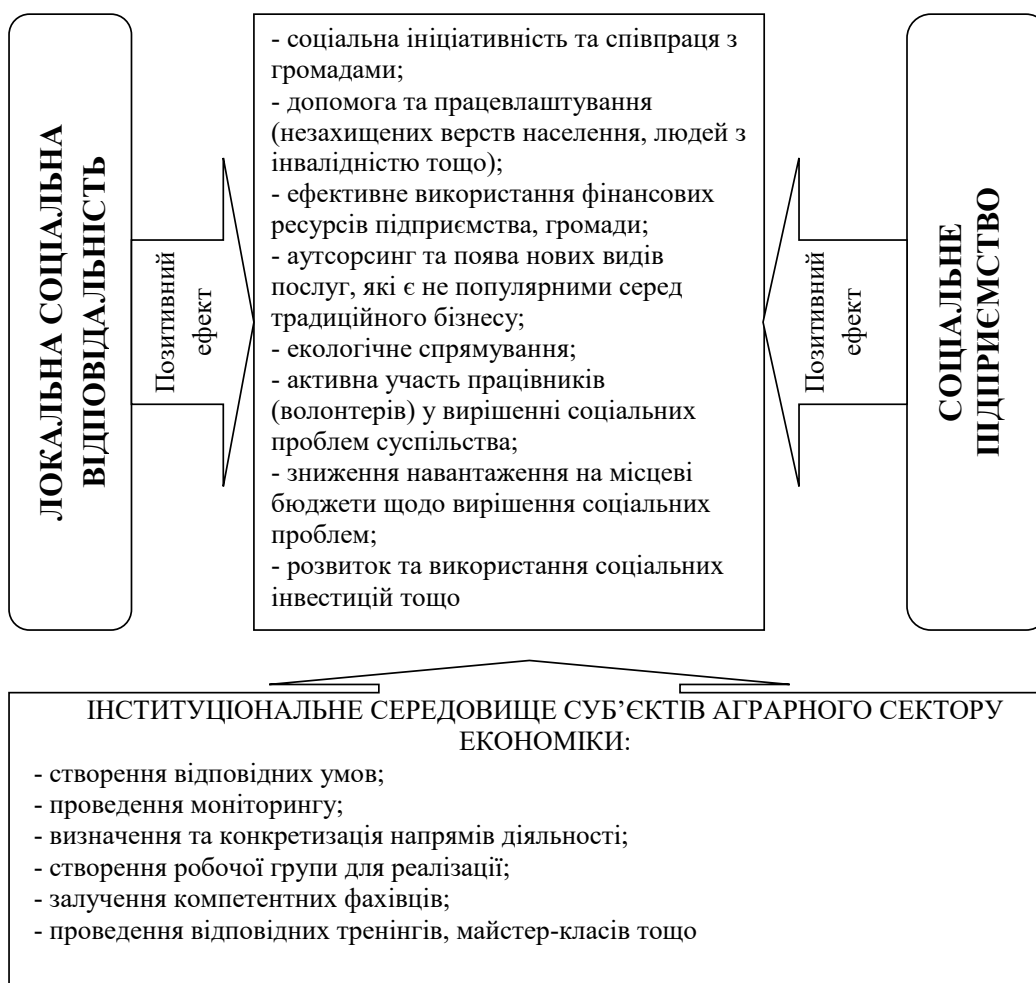 ЛОКАЛЬНА СОЦІАЛЬНА
ВІДПОВІДАЛЬНІСТЬ
Позитивний
ефект
- соціальна ініціативність та співпраця з
громадами;
- допомога та працевлаштування
(незахищених верств населення, людей з
інвалідністю тощо);
- ефективне використання фінансових
ресурсів підприємства, громади;
- аутсорсинг та поява нових видів
послуг, які є не популярними серед
традиційного бізнесу;
- екологічне спрямування;
- активна участь працівників
(волонтерів) у вирішенні соціальних
проблем суспільства;
- зниження навантаження на місцеві
бюджети щодо вирішення соціальних
проблем;
- розвиток та використання соціальних
інвестицій тощо
Позитивний
ефект
СОЦІАЛЬНЕ
ПІДПРИЄМСТВО
ІНСТИТУЦІОНАЛЬНЕ СЕРЕДОВИЩЕ СУБ’ЄКТІВ АГРАРНОГО СЕКТОРУ
ЕКОНОМІКИ:
- створення відповідних умов;
- проведення моніторингу;
- визначення та конкретизація напрямів діяльності;
- створення робочої групи для реалізації;
- залучення компетентних фахівців;
- проведення відповідних тренінгів, майстер-класів тощо